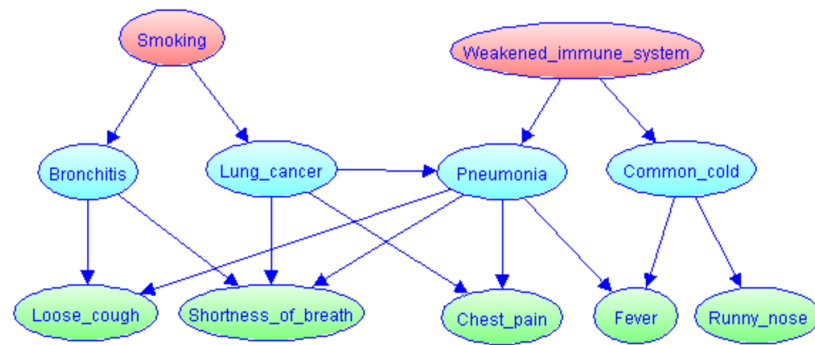 Smoking
Weakened_immune_system
Bronchitis
Lung_cancer
Pneumonia
Common_cold
Loose_cough
Shortness_of_breath
Chest_pain
Fever
Runny_nose